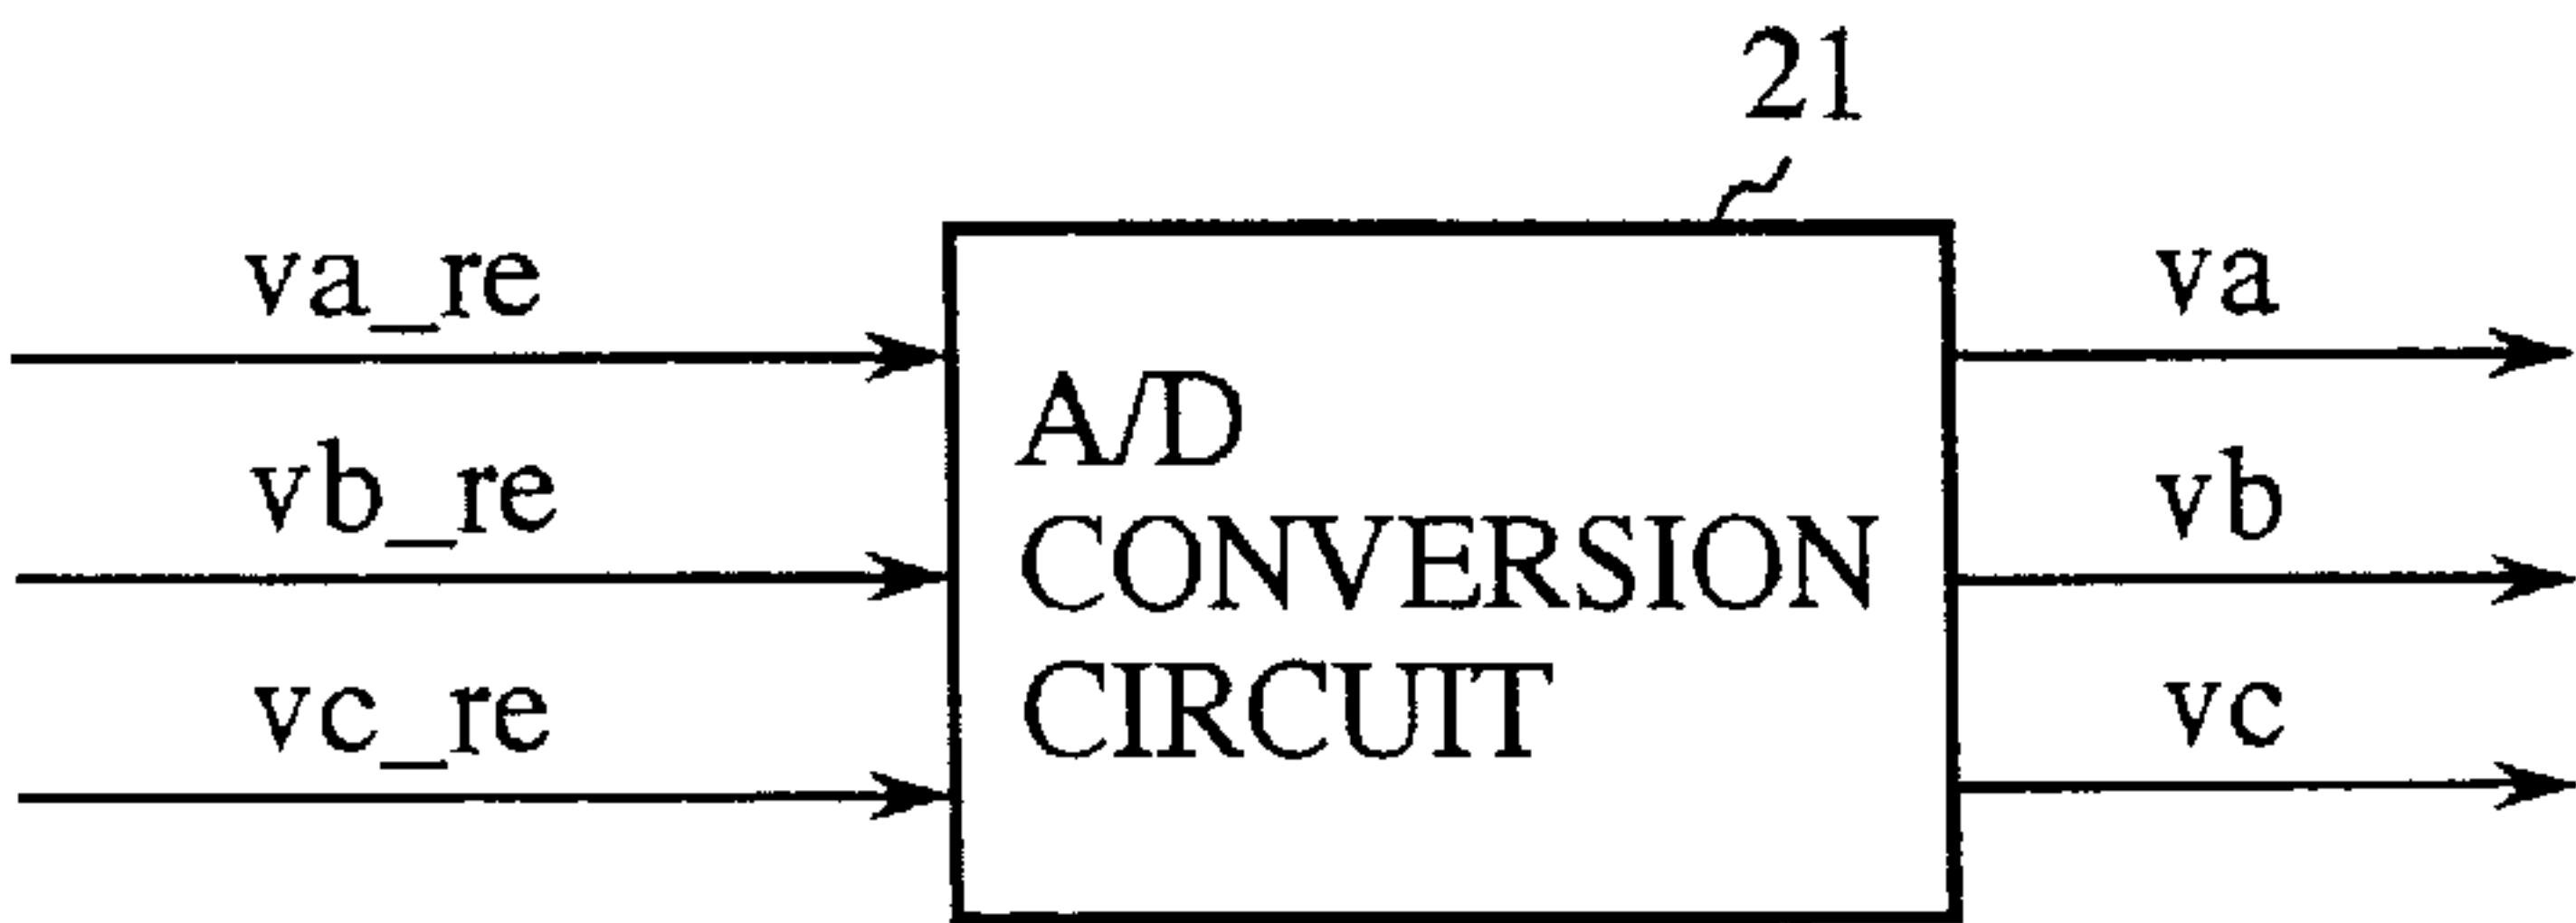 21
va_re
va
A/D
vb_re
vb
CONVERSION
vc_re
vc
CIRCUIT